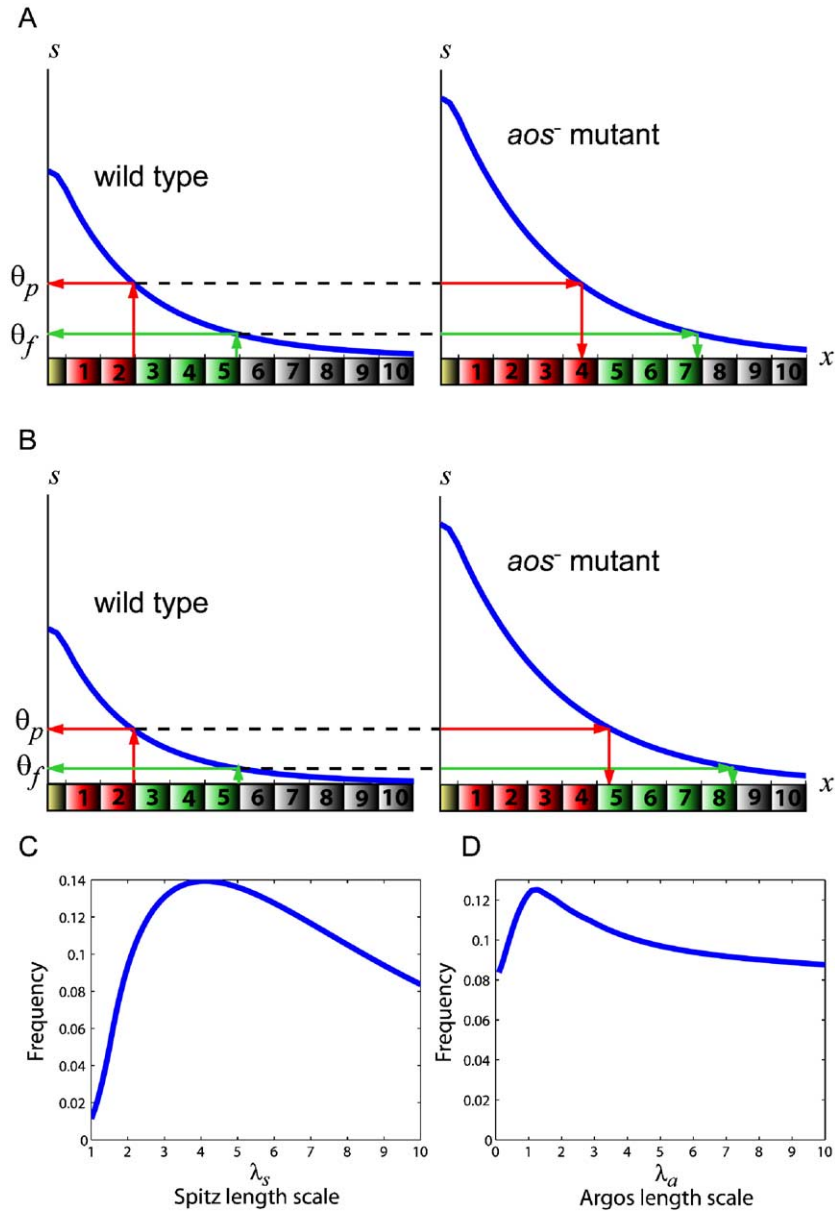 A
s
s
wild type
aos- mutant
θp
θf
1 2 3 4 5 6 7 8 9 10
1 2 3 4 5 6 7 8 9 10
x
B
s
s
wild type
aos- mutant
θp
θf
1 2 3 4 5 6 7 8 9 10
1 2 3 4 5 6 7 8 9 10
x
C
0.14
0.12
0.1
0.08
0.06
0.04
0.02
0
Frequency
1 2 3 4 5 6 7 8 9 10
λs
Spitz length scale
D
0.12
0.1
0.08
0.06
0.04
0.02
0
Frequency
0 1 2 3 4 5 6 7 8 9 10
λa
Argos length scale